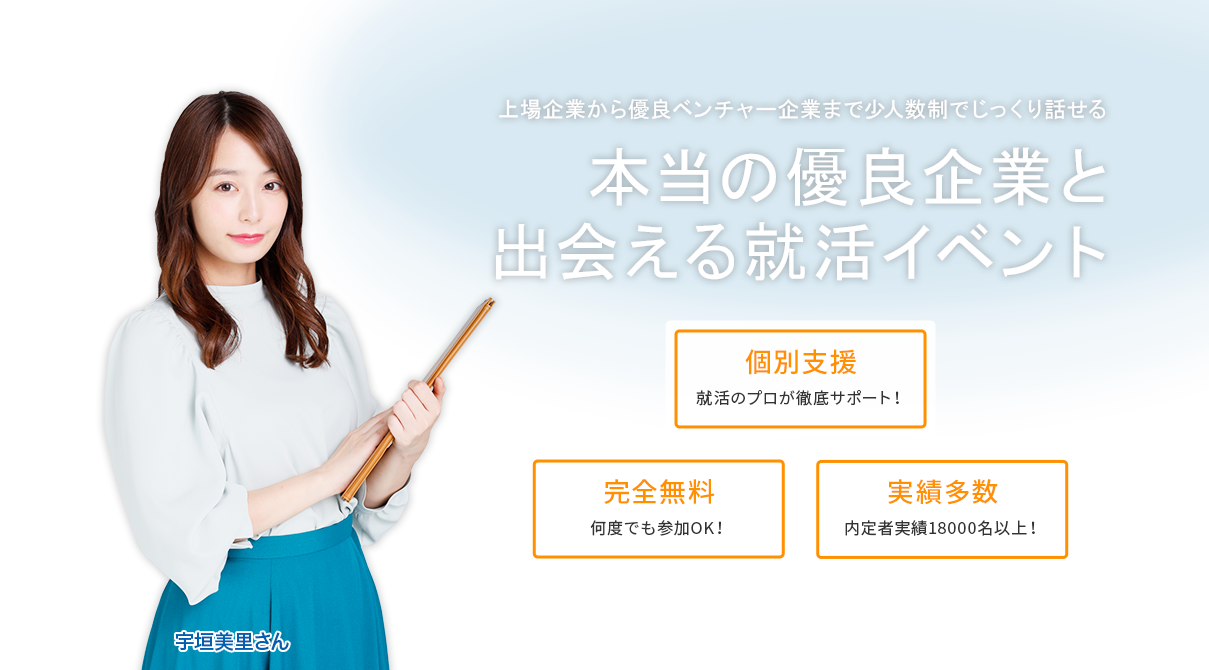 上場企業から優良ベンチャー企業まで少人数制でじっくり話せる
本当の優良企業と
出会える就活イベント
個別支援
就活のプロが徹底サポート！
完全無料
何度でも参加OK！
実績多数
内定者実績18000名以上！
宇垣美里さん